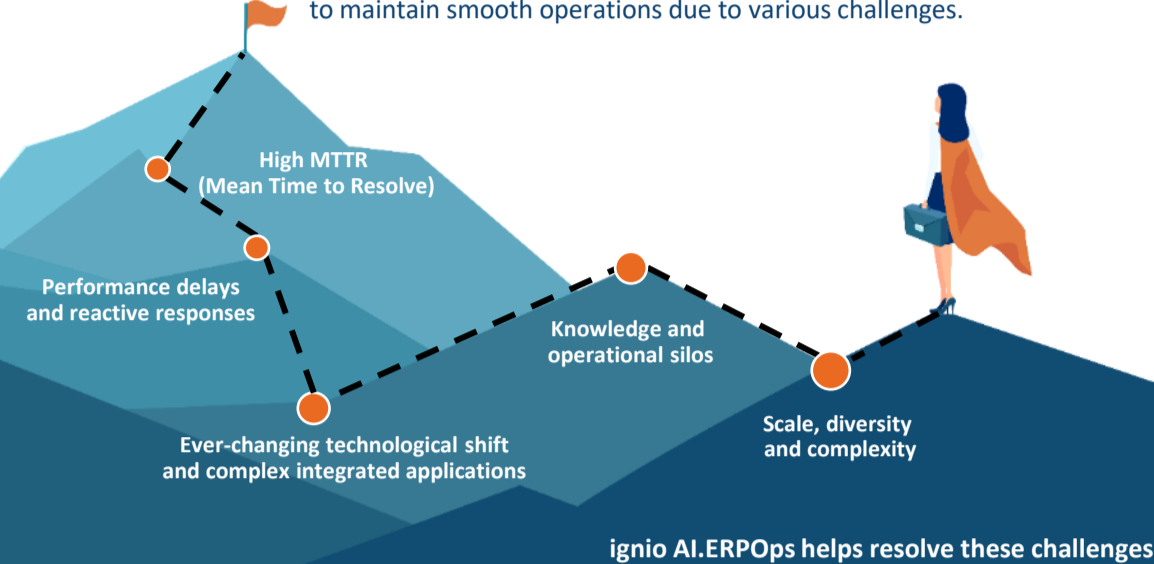 to maintain smooth operations due to various challenges.
High MTTR
(Mean Time to Resolve)
Performance delays
and reactive responses
Knowledge and
operational silos
Ever-changing technological shift
and complex integrated applications
Scale, diversity
and complexity
ignio AI.ERPOps helps resolve these challenges